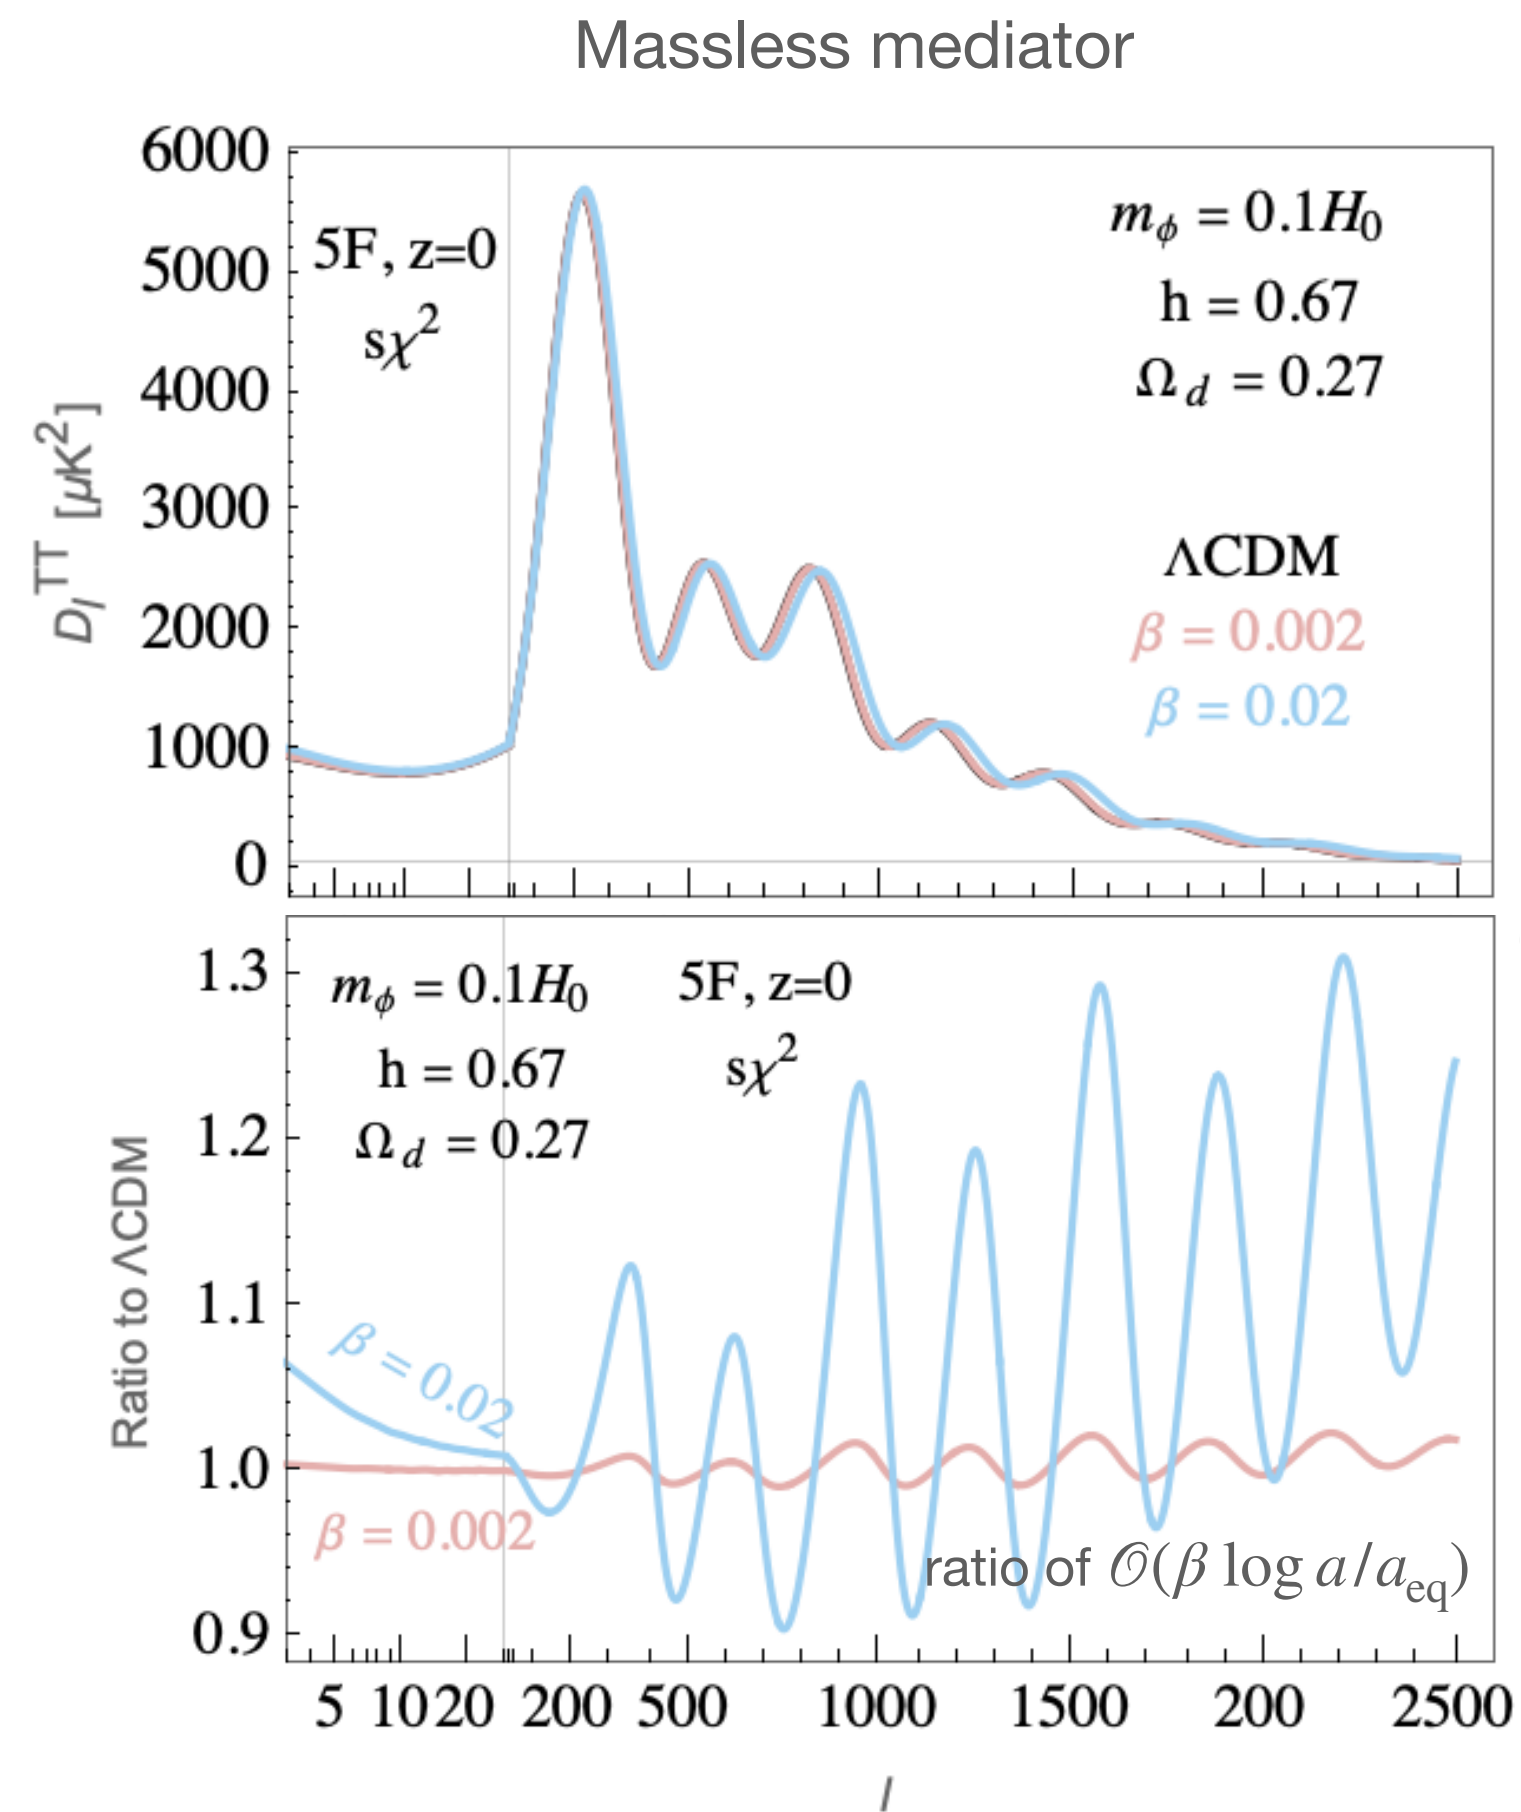 Massless mediator
6000
5000
4000
3000
2000
1000
0
D_l^TT [μK²]
5F, z=0
sχ²
m_ϕ = 0.1H₀
h = 0.67
Ω_d = 0.27
ΛCDM
β = 0.002
β = 0.02
1.3
1.2
1.1
1.0
0.9
Ratio to ΛCDM
m_ϕ = 0.1H₀
h = 0.67
Ω_d = 0.27
5F, z=0
sχ²
β = 0.02
β = 0.002
ratio of 𝒪(β log a/a_eq)
5 10 20 200 500 1000 1500 200 2500
l